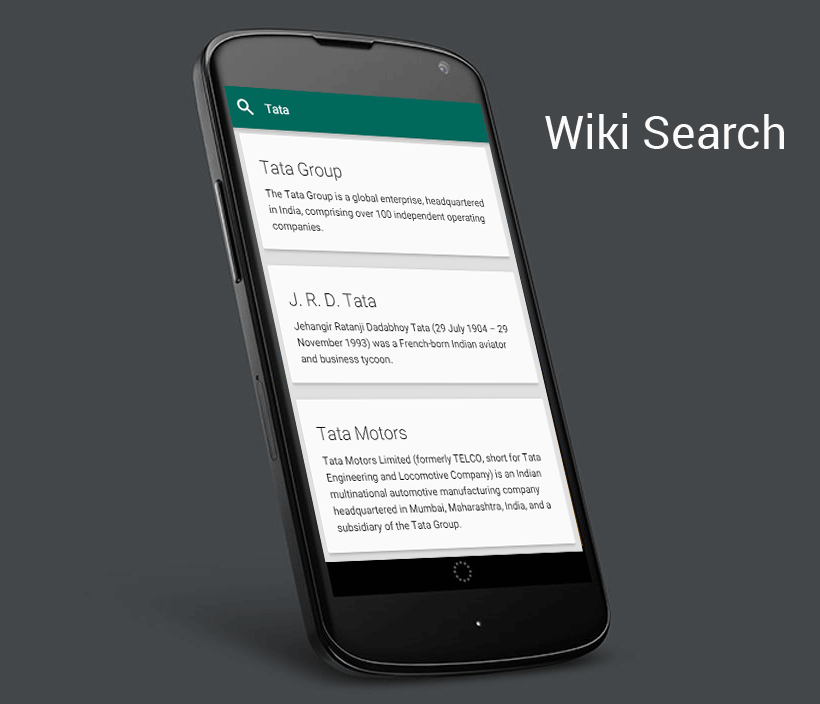 Tata
Wiki Search
Tata Group
The Tata Group is a global enterprise, headquartered
in India, comprising over 100 independent operating
companies.
J. R. D. Tata
Jehangir Ratanji Dadabhoy Tata (29 July 1904 – 29
November 1993) was a French-born Indian aviator
and business tycoon.
Tata Motors
Tata Motors Limited (formerly TELCO, short for Tata
Engineering and Locomotive Company) is an Indian
multinational automotive manufacturing company
headquartered in Mumbai, Maharashtra, India, and a
subsidiary of the Tata Group.